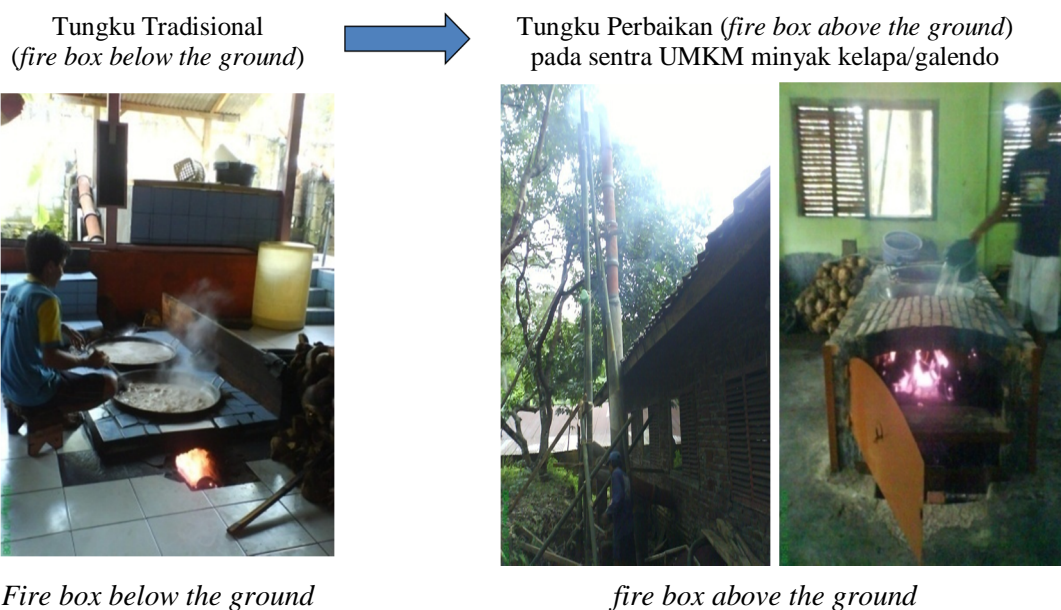 Tungku Tradisional
(fire box below the ground)
Tungku Perbaikan (fire box above the ground)
pada sentra UMKM minyak kelapa/galendo
Fire box below the ground
fire box above the ground